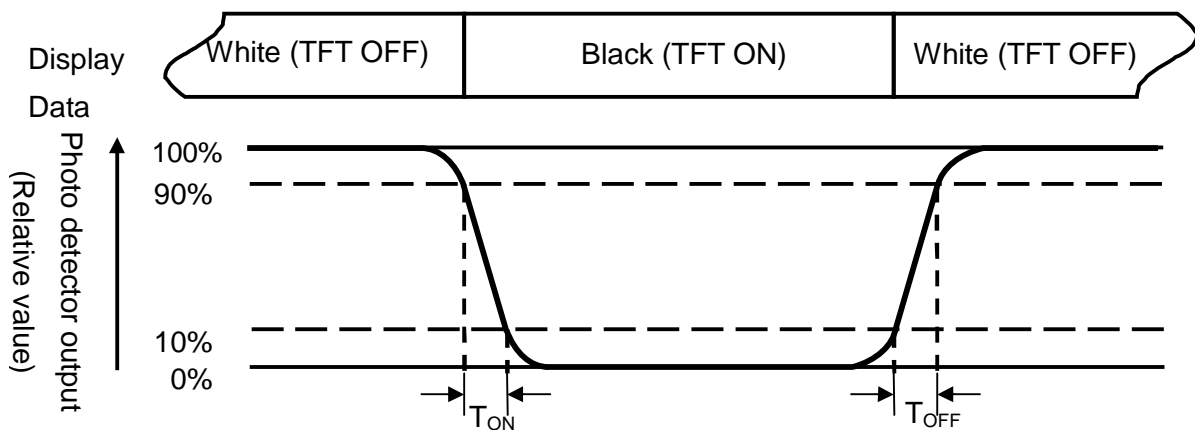 White (TFT OFF)
Black (TFT ON)
White (TFT OFF)
Display
Data
Photo detector output
(Relative value)
100%
90%
10%
0%
TON
TOFF